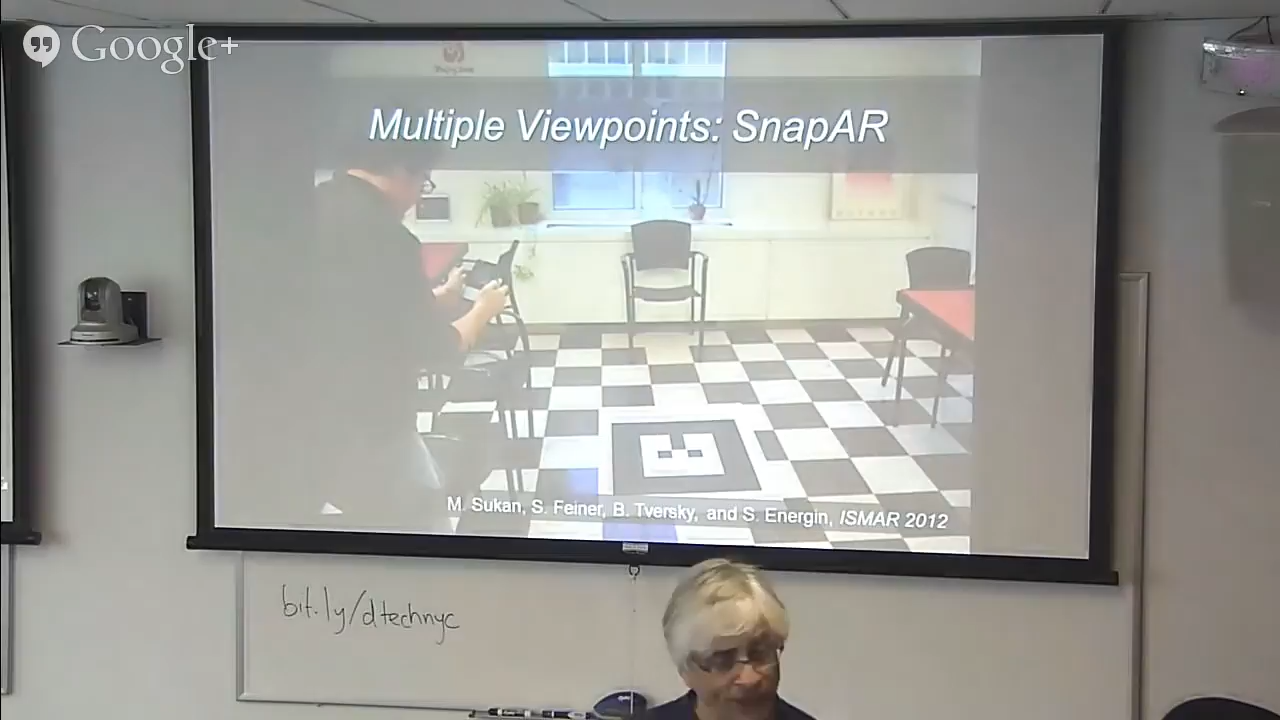 Google+
Multiple Viewpoints: SnapAR
M. Sukan, S. Feiner, B. Tversky, and S. Energin, ISMAR 2012
bit.ly/dtechnyc